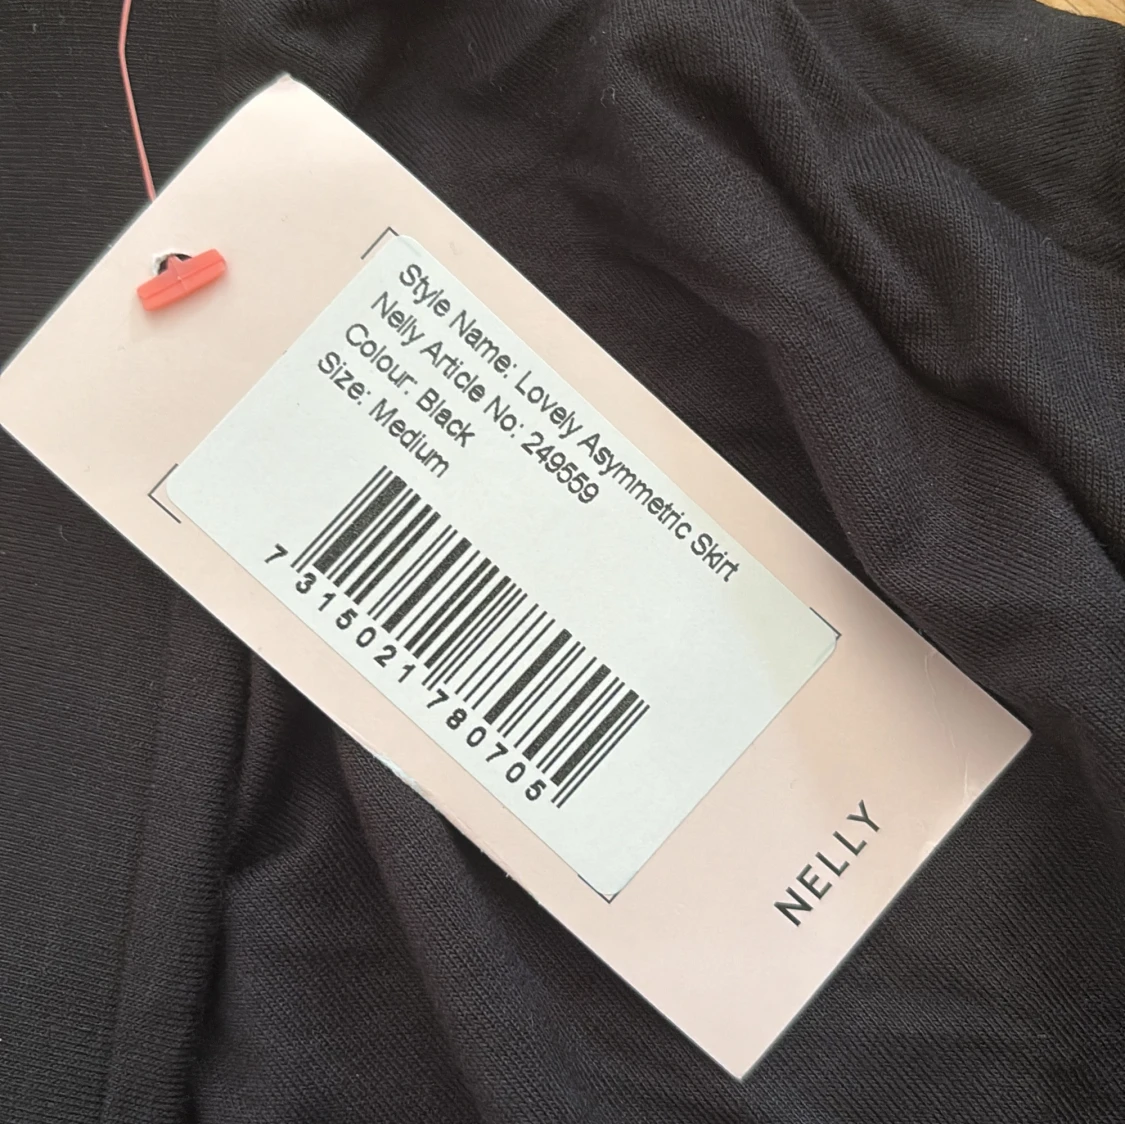 Style Name: Lovely Asymmetric Skirt
Nelly Article No: 249559
Colour: Black
Size: Medium
7 315021 780705
NELLY